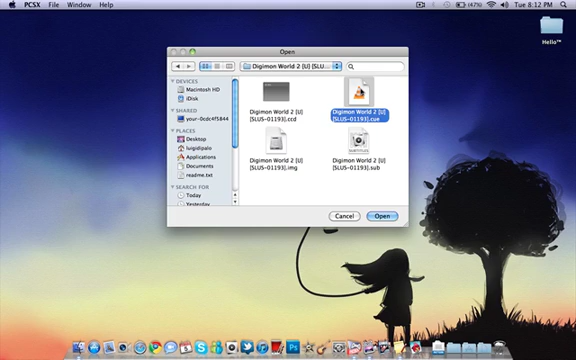 PCSX File Window Help
(47%) Tue 8:12 PM
Hello™
Open
Digimon World 2 [U] [SLU...
DEVICES
Macintosh HD
iDisk
SHARED
your-0cdc4f5844
PLACES
Desktop
luigidipalo
Applications
Documents
readme.txt
SEARCH FOR
Today
Yesterday
Digimon World 2 [U]
[SLUS-01193].ccd
Digimon World 2 [U]
[SLUS-01193].cue
Digimon World 2 [U]
[SLUS-01193].img
SUBTITLES
Digimon World 2 [U]
[SLUS-01193].sub
Cancel
Open